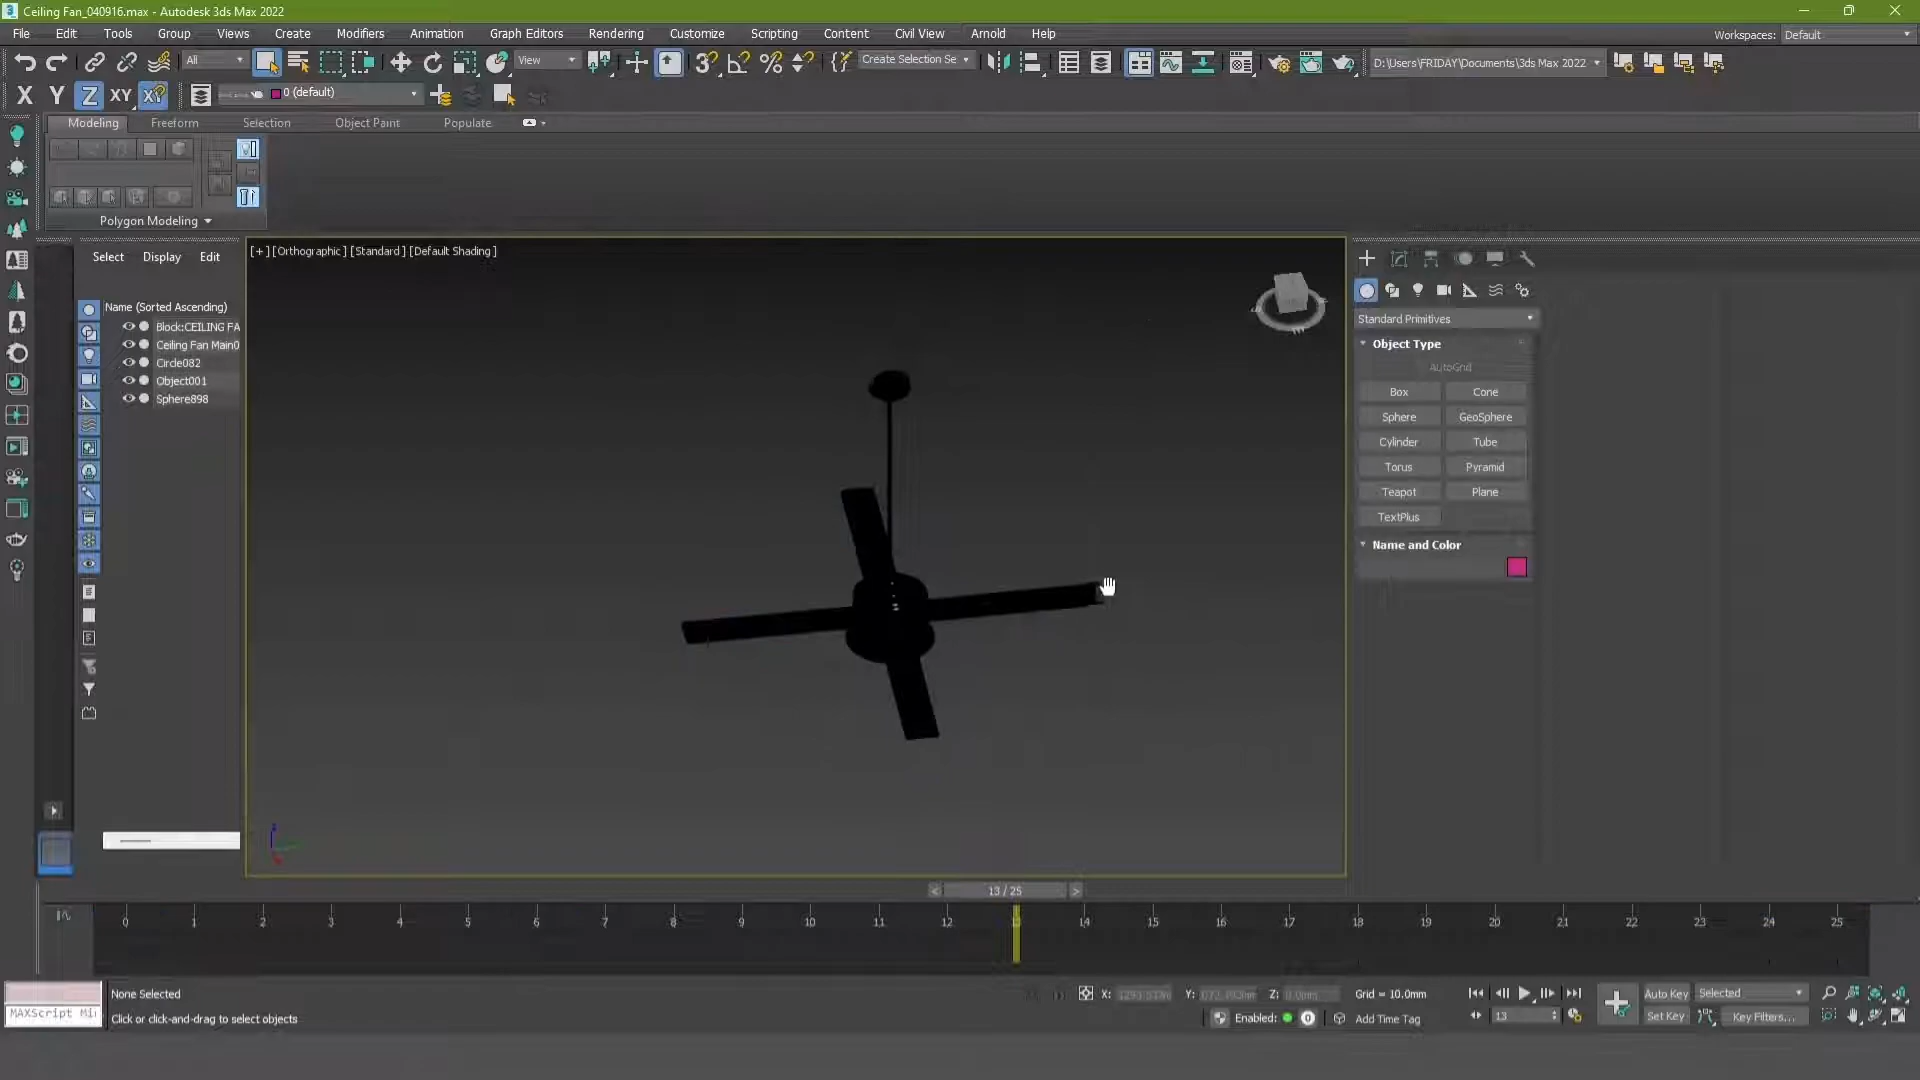 Ceiling Fan_040916.max - Autodesk 3ds Max 2022
File Edit Tools Group Views Create Modifiers Animation Graph Editors Rendering Customize Scripting Content Civil View Arnold Help
Workspaces: Default
All View Create Selection Se D:\Users\FRIDAY\Documents\3ds Max 2022
X Y Z XY XY 0 (default)
Modeling Freeform Selection Object Paint Populate
Polygon Modeling
Select Display Edit
Name (Sorted Ascending)
Block:CEILING FA
Ceiling Fan Main0
Circle082
Object001
Sphere898
[+] [Orthographic] [Standard] [Default Shading]
Standard Primitives
Object Type
AutoGrid
Box Cone
Sphere GeoSphere
Cylinder Tube
Torus Pyramid
Teapot Plane
TextPlus
Name and Color
< 13 / 25 >
0 1 2 3 4 5 6 7 8 9 10 11 12 13 14 15 16 17 18 19 20 21 22 23 24 25
None Selected
X: Y: Z: 0.0mm Grid = 10.0mm
Auto Key Selected
MAXScript Mi
Click or click-and-drag to select objects
Enabled: 0 Add Time Tag
13
Set Key Key Filters...